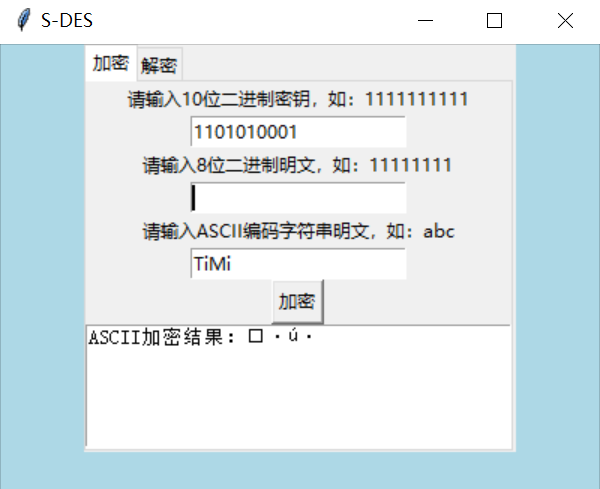 S-DES
加密 解密
请输入10位二进制密钥，如：1111111111
1101010001
请输入8位二进制明文，如：11111111
请输入ASCII编码字符串明文，如：abc
TiMi
加密
ASCII加密结果：□·ú·